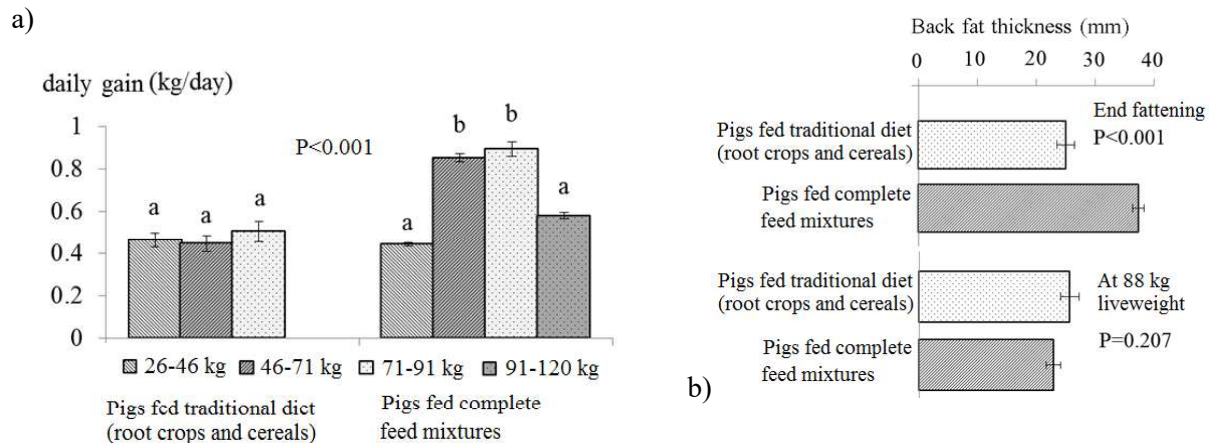 a)
daily gain (kg/day)
1
0.8
0.6
0.4
0.2
0
a
a
a
P<0.001
a
b
b
a
26-46 kg
46-71 kg
71-91 kg
91-120 kg
Pigs fed traditional diet
(root crops and cereals)
Pigs fed complete
feed mixtures
b)
Back fat thickness (mm)
0
10
20
30
40
Pigs fed traditional diet
(root crops and cereals)
End fattening
P<0.001
Pigs fed complete
feed mixtures
Pigs fed traditional diet
(root crops and cereals)
At 88 kg
liveweight
P=0.207
Pigs fed complete
feed mixtures